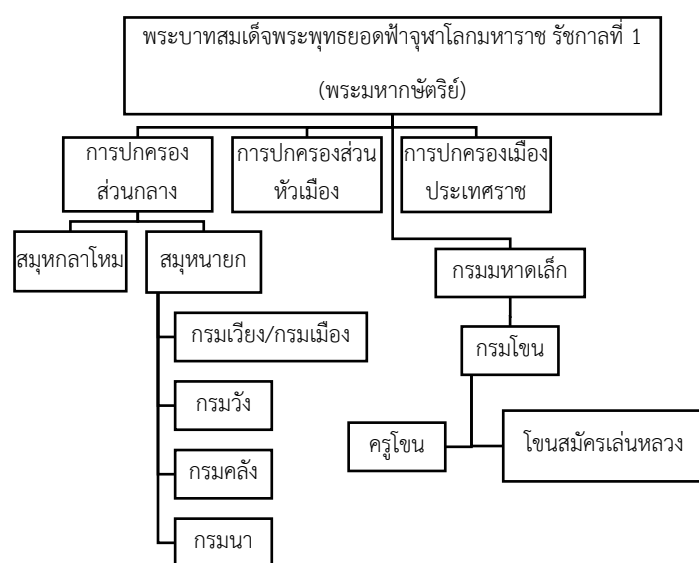 พระบาทสมเด็จพระพุทธยอดฟ้าจุฬาโลกมหาราช รัชกาลที่ 1
(พระมหากษัตริย์)
การปกครอง
ส่วนกลาง
การปกครองส่วน
หัวเมือง
การปกครองเมือง
ประเทศราช
สมุหกลาโหม
สมุหนายก
กรมมหาดเล็ก
กรมเวียง/กรมเมือง
กรมโขน
กรมวัง
ครูโขน
โขนสมัครเล่นหลวง
กรมคลัง
กรมนา